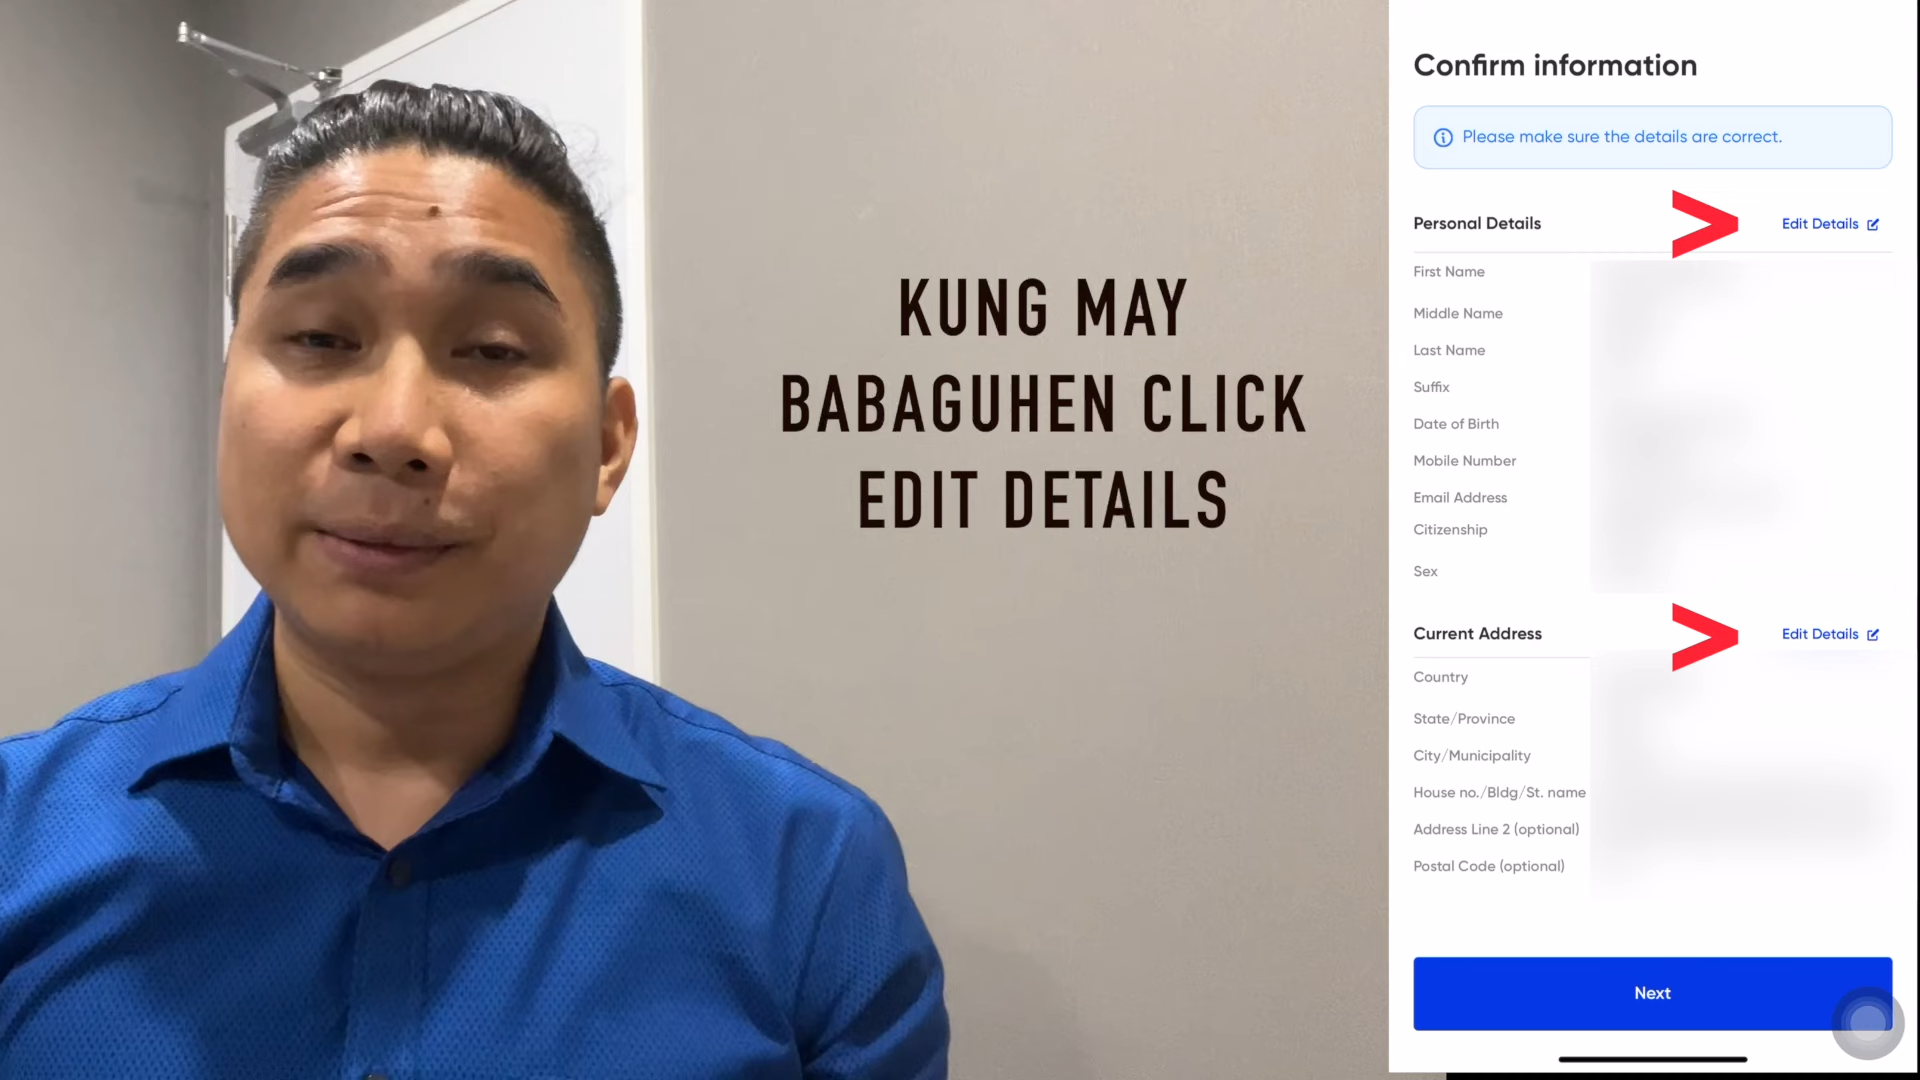 KUNG MAY
BABAGUHEN CLICK
EDIT DETAILS
Confirm information
Please make sure the details are correct.
Personal Details
Edit Details
First Name
Middle Name
Last Name
Suffix
Date of Birth
Mobile Number
Email Address
Citizenship
Sex
Current Address
Edit Details
Country
State/Province
City/Municipality
House no./Bldg/St. name
Address Line 2 (optional)
Postal Code (optional)
Next